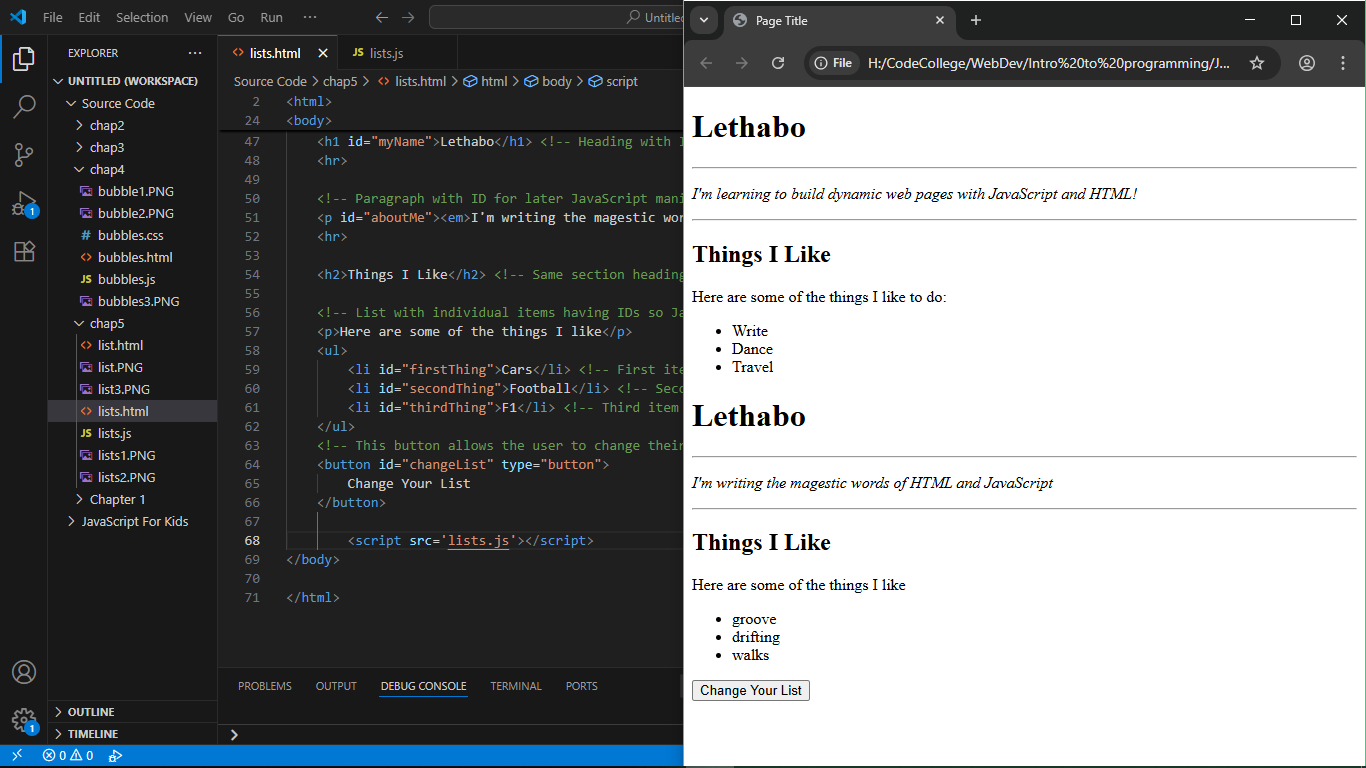 File Edit Selection View Go Run ··· Untitled
EXPLORER ···
UNTITLED (WORKSPACE)
Source Code
chap2
chap3
chap4
bubble1.PNG
bubble2.PNG
# bubbles.css
<> bubbles.html
JS bubbles.js
bubbles3.PNG
chap5
<> list.html
list.PNG
list3.PNG
<> lists.html
JS lists.js
lists1.PNG
lists2.PNG
Chapter 1
JavaScript For Kids
OUTLINE
TIMELINE
1
1
0 0
<> lists.html × JS lists.js
Source Code > chap5 > <> lists.html > html > body > script
2 <html>
24 <body>
47 <h1 id="myName">Lethabo</h1> <!-- Heading with I
48 <hr>
49
50 <!-- Paragraph with ID for later JavaScript mani
51 <p id="aboutMe"><em>I'm writing the magestic wor
52 <hr>
53
54 <h2>Things I Like</h2> <!-- Same section heading
55
56 <!-- List with individual items having IDs so Ja
57 <p>Here are some of the things I like</p>
58 <ul>
59 <li id="firstThing">Cars</li> <!-- First ite
60 <li id="secondThing">Football</li> <!-- Sec
61 <li id="thirdThing">F1</li> <!-- Third item
62 </ul>
63 <!-- This button allows the user to change their
64 <button id="changeList" type="button">
65 Change Your List
66 </button>
67
68 <script src='lists.js'></script>
69 </body>
70
71 </html>
PROBLEMS OUTPUT DEBUG CONSOLE TERMINAL PORTS
Page Title
File H:/CodeCollege/WebDev/Intro%20to%20programming/J...
Lethabo
I'm learning to build dynamic web pages with JavaScript and HTML!
Things I Like
Here are some of the things I like to do:
• Write
• Dance
• Travel
Lethabo
I'm writing the magestic words of HTML and JavaScript
Things I Like
Here are some of the things I like
• groove
• drifting
• walks
Change Your List